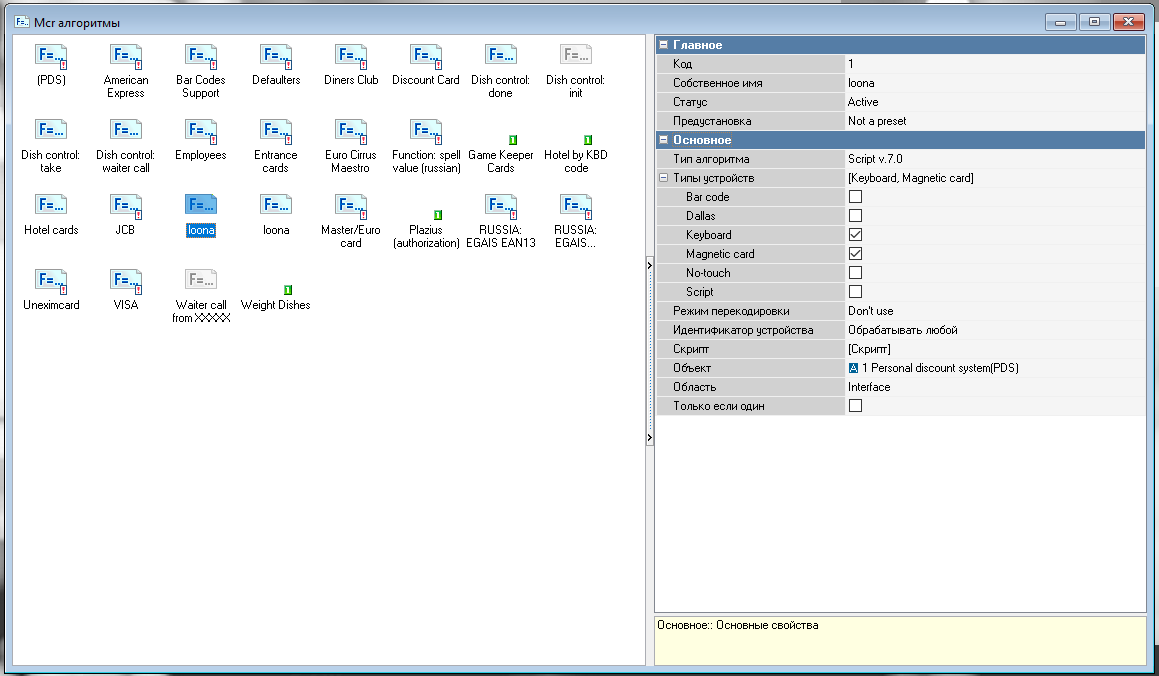 Mcr алгоритмы
(PDS)
American Express
Bar Codes Support
Defaulters
Diners Club
Discount Card
Dish control: done
Dish control: init
Dish control: take
Dish control: waiter call
Employees
Entrance cards
Euro Cirrus Maestro
Function: spell value (russian)
Game Keeper Cards
Hotel by KBD code
Hotel cards
JCB
loona
loona
Master/Euro card
Plazius (authorization)
RUSSIA: EGAIS EAN13
RUSSIA: EGAIS...
Uneximcard
VISA
Waiter call from XXXXX
Weight Dishes
Главное
Код 1
Собственное имя loona
Статус Active
Предустановка Not a preset
Основное
Тип алгоритма Script v.7.0
Типы устройств [Keyboard, Magnetic card]
Bar code
Dallas
Keyboard
Magnetic card
No-touch
Script
Режим перекодировки Don't use
Идентификатор устройства Обрабатывать любой
Скрипт [Скрипт]
Объект 1 Personal discount system(PDS)
Область Interface
Только если один
Основное:: Основные свойства